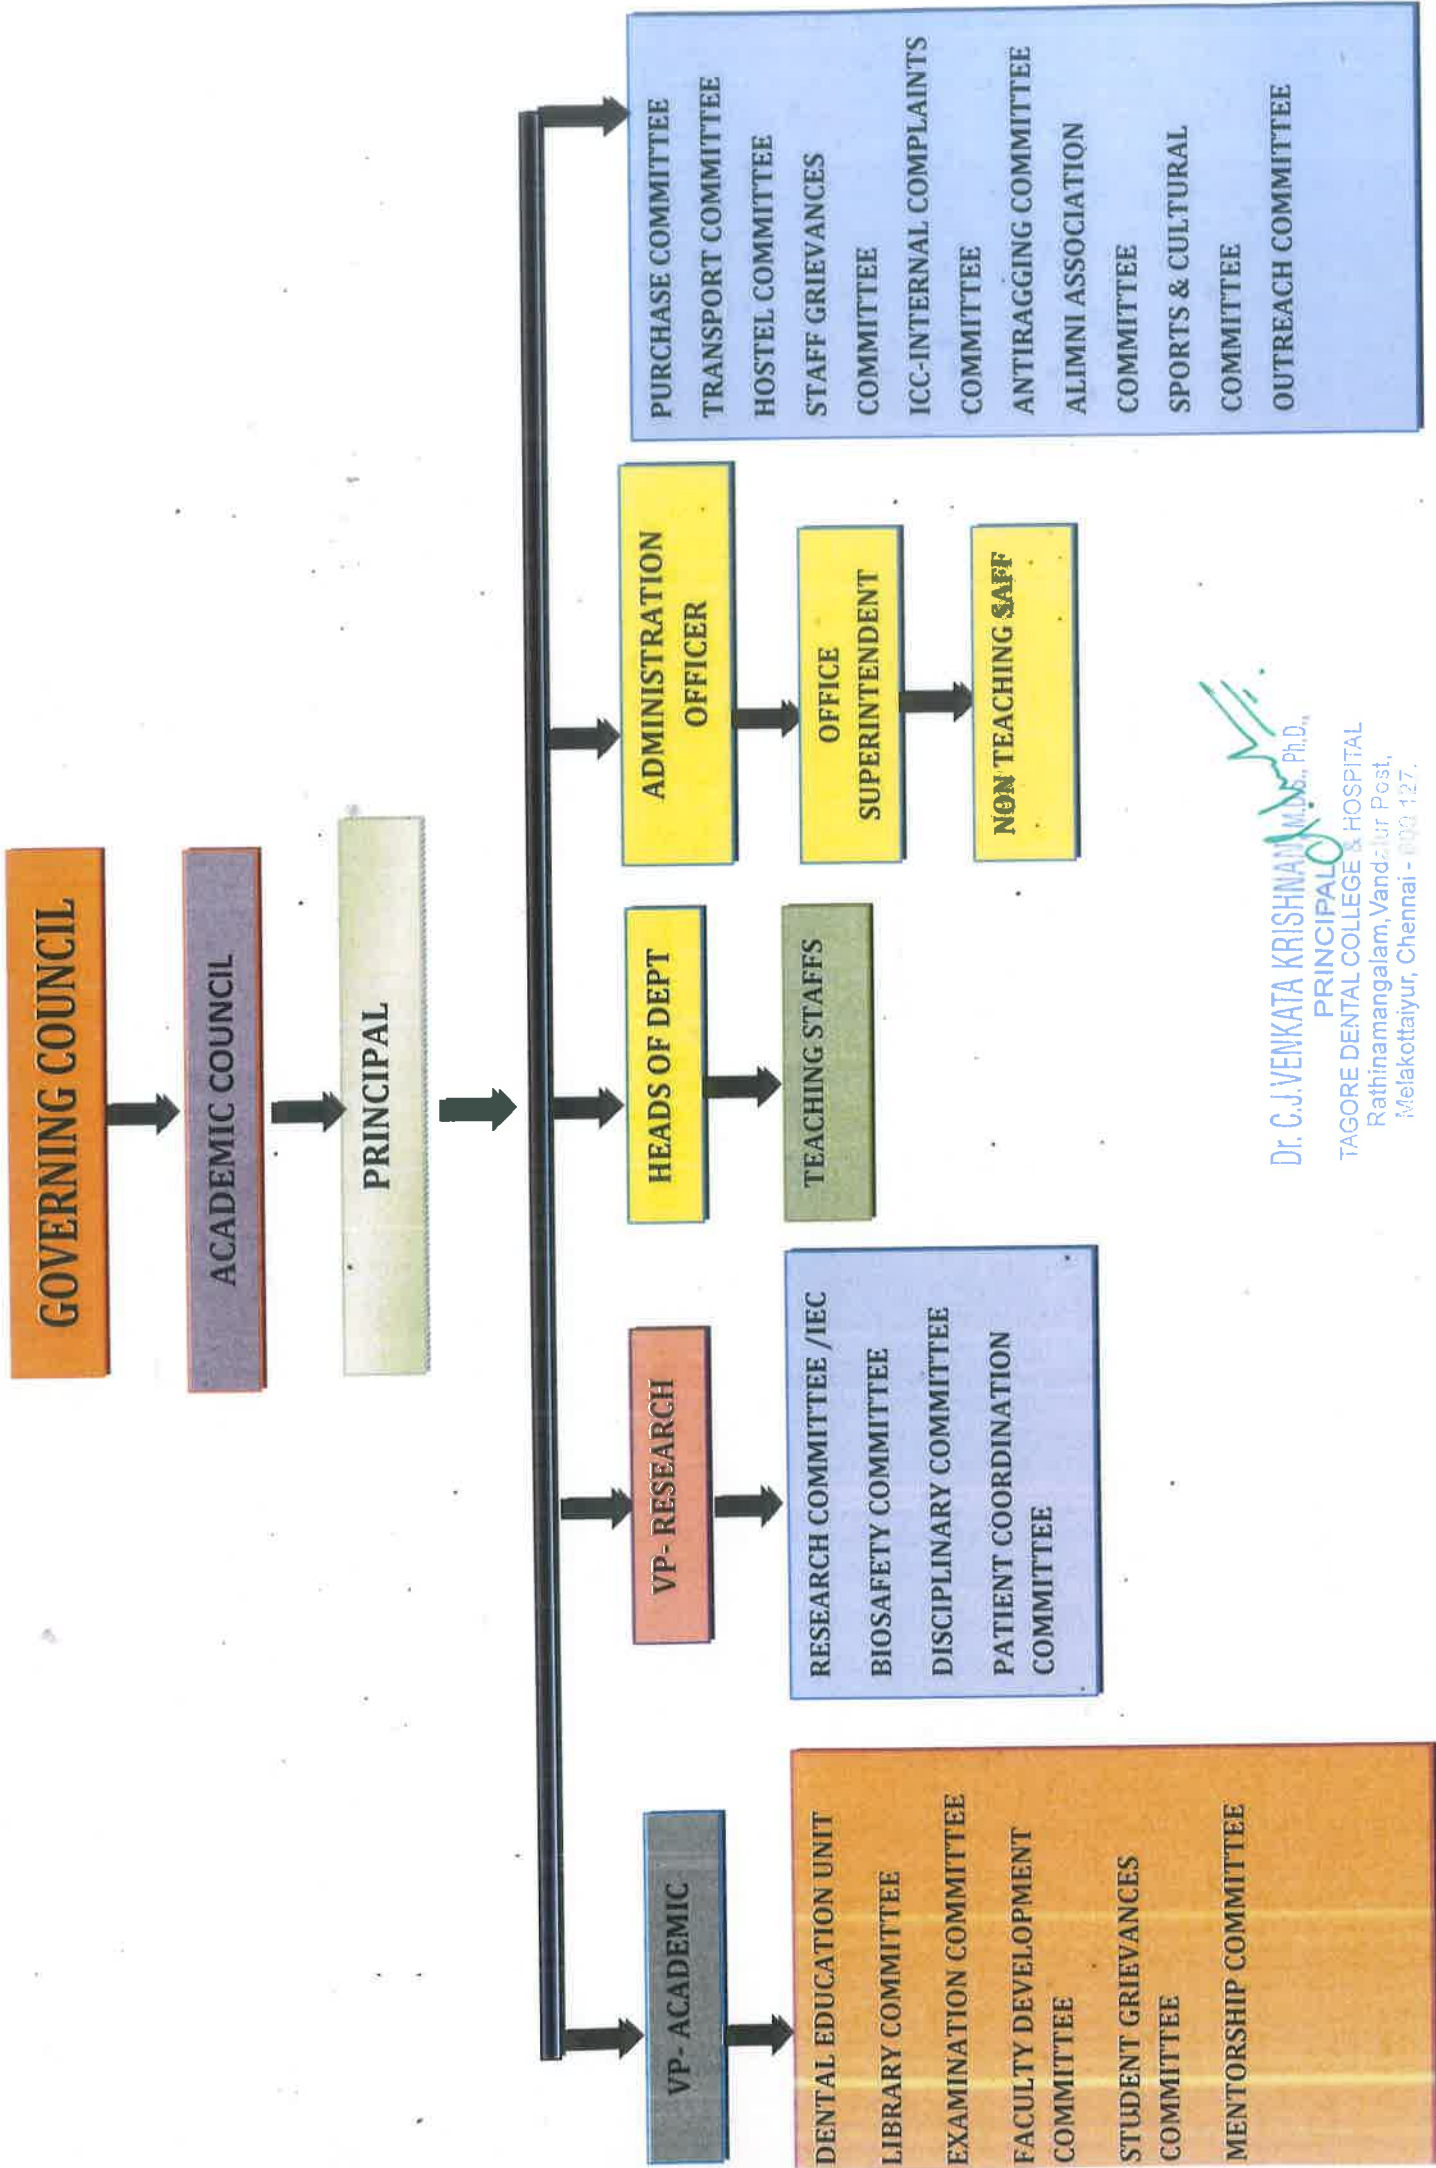 GOVERNING COUNCIL
ACADEMIC COUNCIL
PRINCIPAL
VP- ACADEMIC
DENTAL EDUCATION UNIT
LIBRARY COMMITTEE
EXAMINATION COMMITTEE
FACULTY DEVELOPMENT
COMMITTEE
STUDENT GRIEVANCES
COMMITTEE
MENTORSHIP COMMITTEE
VP- RESEARCH
RESEARCH COMMITTEE /IEC
BIOSAFETY COMMITTEE
DISCIPLINARY COMMITTEE
PATIENT COORDINATION
COMMITTEE
HEADS OF DEPT
TEACHING STAFFS
ADMINISTRATION
OFFICER
OFFICE
SUPERINTENDENT
NON TEACHING SAFF
PURCHASE COMMITTEE
TRANSPORT COMMITTEE
HOSTEL COMMITTEE
STAFF GRIEVANCES
COMMITTEE
ICC-INTERNAL COMPLAINTS
COMMITTEE
ANTIRAGGING COMMITTEE
ALIMNI ASSOCIATION
COMMITTEE
SPORTS & CULTURAL
COMMITTEE
OUTREACH COMMITTEE
Dr. C.J.VENKATA KRISHNAN, M.D.S., Ph.D.,
PRINCIPAL
TAGORE DENTAL COLLEGE & HOSPITAL
Rathinamangalam, Vandalur Post,
Melakottaiyur, Chennai - 600 127.